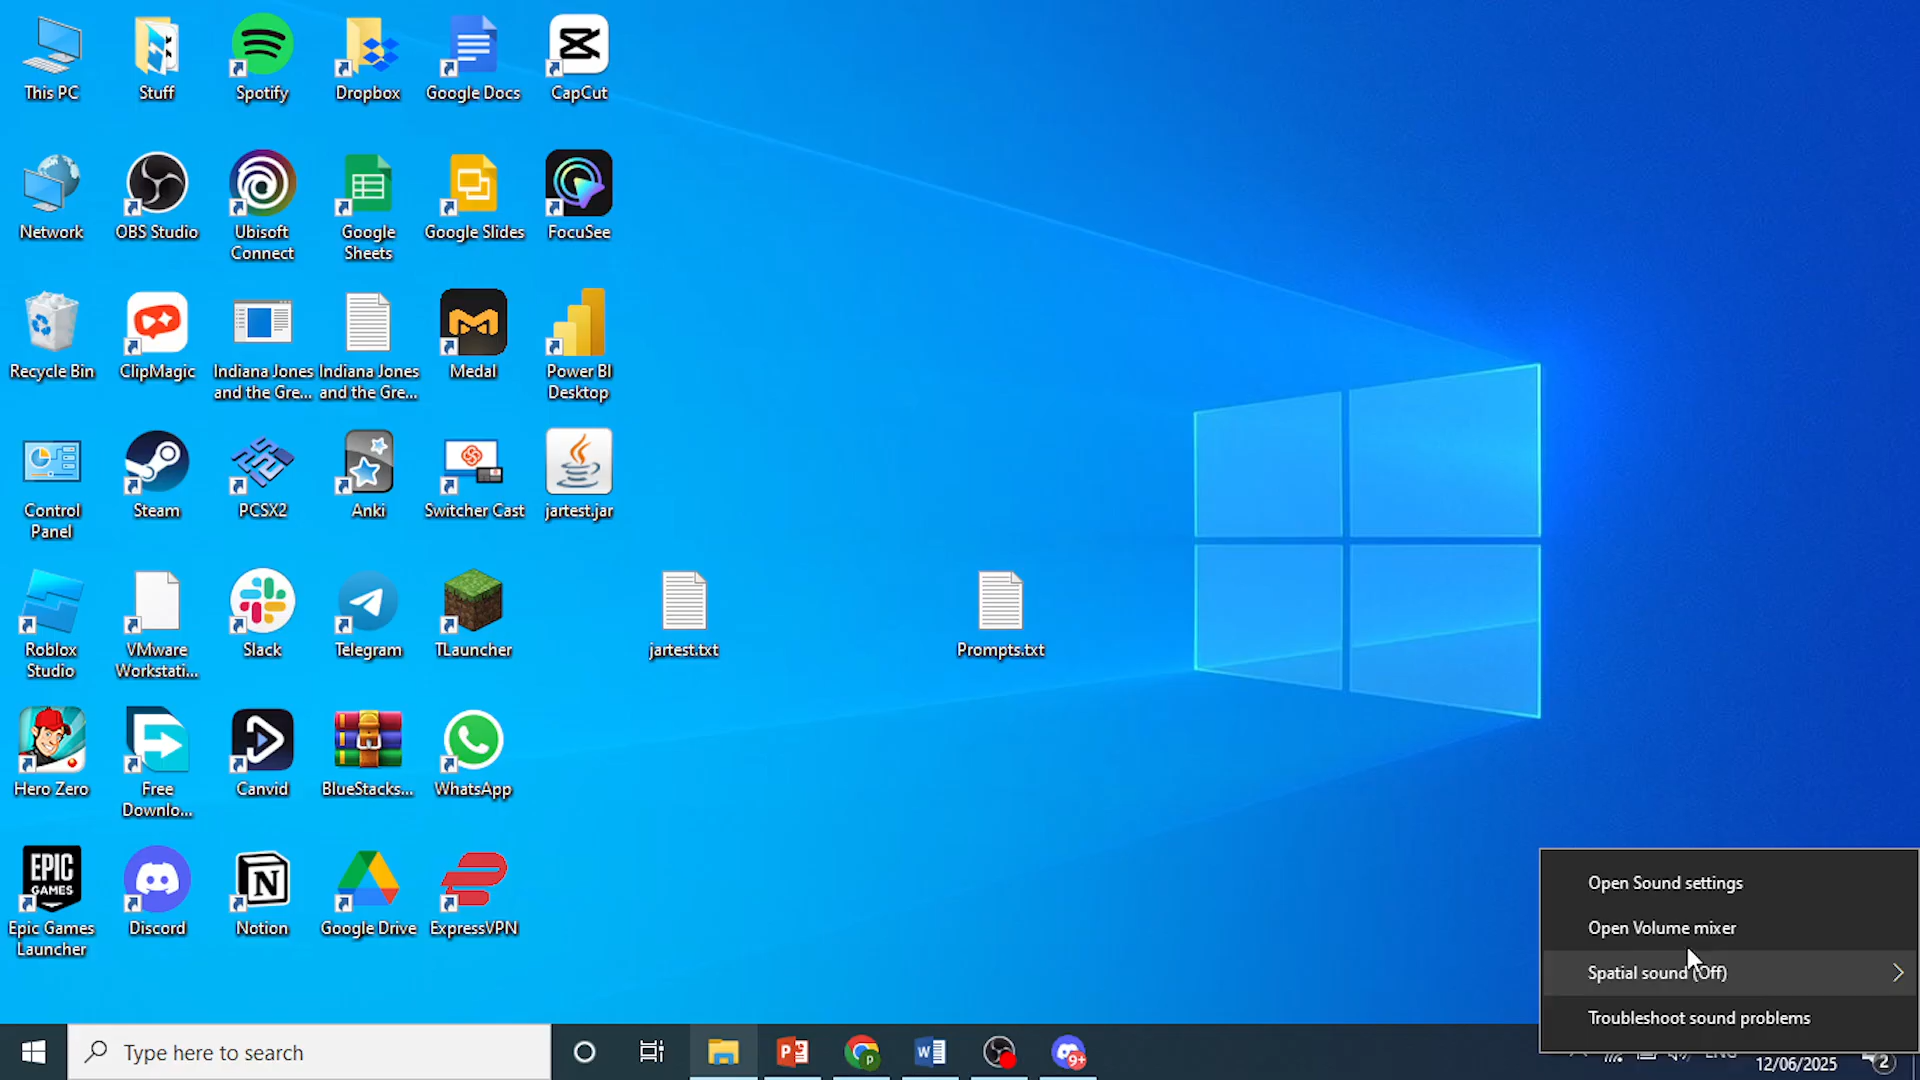 This PC
Stuff
Spotify
Dropbox
Google Docs
CapCut
Network
OBS Studio
Ubisoft
Connect
Google
Sheets
Google Slides
FocuSee
Recycle Bin
ClipMagic
Indiana Jones
and the Gre...
Indiana Jones
and the Gre...
Medal
Power BI
Desktop
Control
Panel
Steam
PCSX2
Anki
Switcher Cast
jartest.jar
Roblox
Studio
VMware
Workstati...
Slack
Telegram
TLauncher
jartest.txt
Prompts.txt
Hero Zero
Free
Downlo...
Canvid
BlueStacks...
WhatsApp
EPIC
GAMES
Epic Games
Launcher
Discord
Notion
Google Drive
ExpressVPN
Open Sound settings
Open Volume mixer
Spatial sound (Off)
Troubleshoot sound problems
Type here to search
9+
ENG
12/06/2025
2